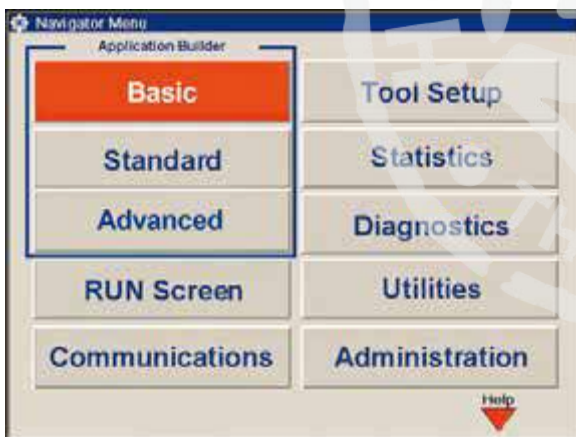 Navigator Menu
Application Builder
Basic
Standard
Advanced
RUN Screen
Communications
Tool Setup
Statistics
Diagnostics
Utilities
Administration
Help